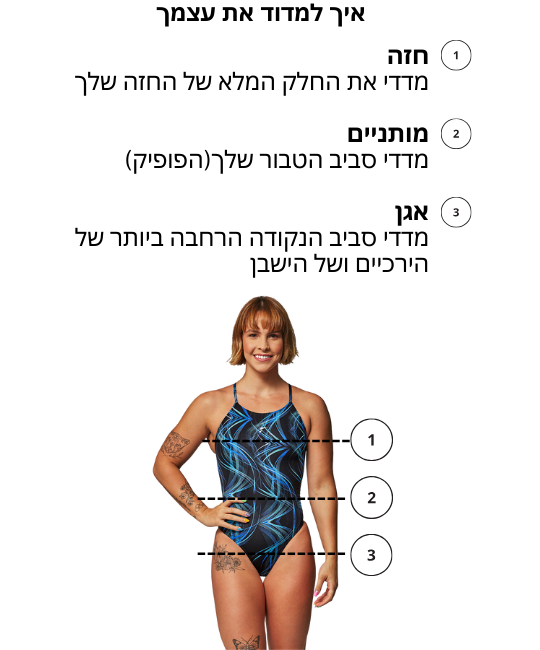 איך למדוד את עצמך
1 חזה
מדדי את החלק המלא של החזה שלך
2 מותניים
מדדי סביב הטבור שלך(הפופיק)
3 אגן
מדדי סביב הנקודה הרחבה ביותר של
הירכיים ושל הישבן
1
2
3